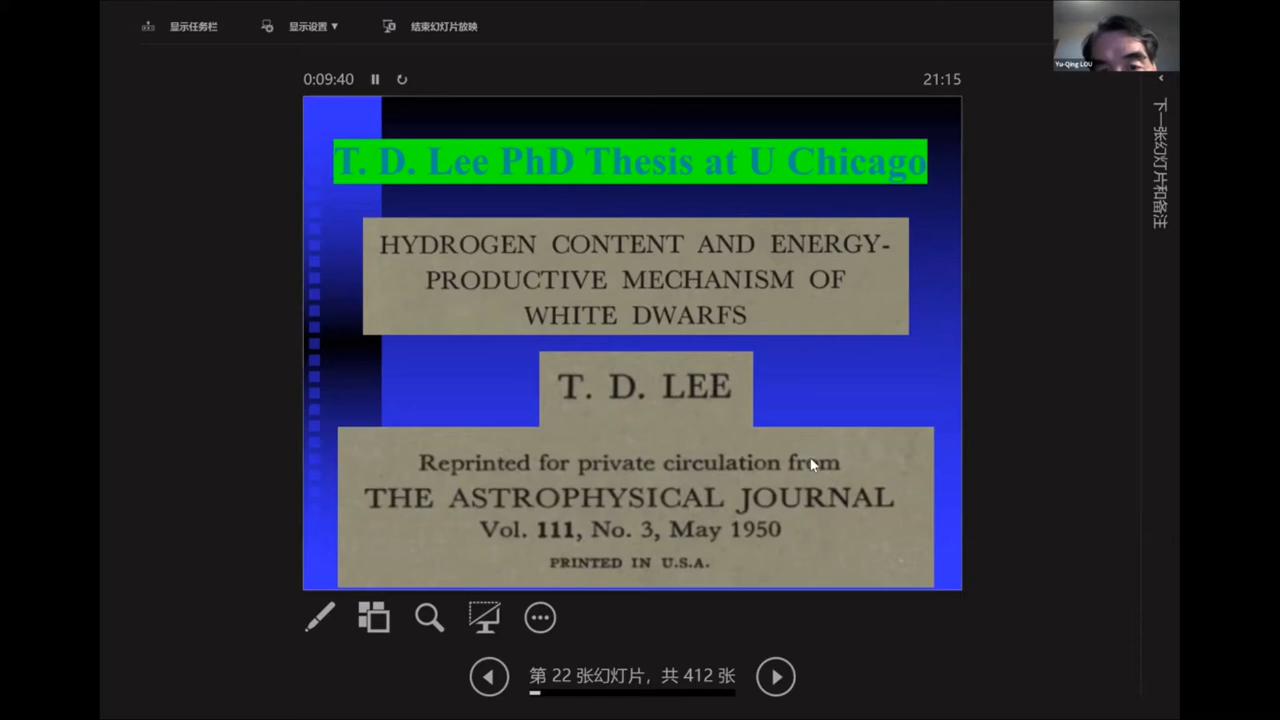 显示任务栏
显示设置 ▼
结束幻灯片放映
Yu-Qing LOU
0:09:40
21:15
下一张幻灯片和备注
T. D. Lee PhD Thesis at U Chicago
HYDROGEN CONTENT AND ENERGY-
PRODUCTIVE MECHANISM OF
WHITE DWARFS
T. D. LEE
Reprinted for private circulation from
THE ASTROPHYSICAL JOURNAL
Vol. 111, No. 3, May 1950
PRINTED IN U.S.A.
第 22 张幻灯片，共 412 张